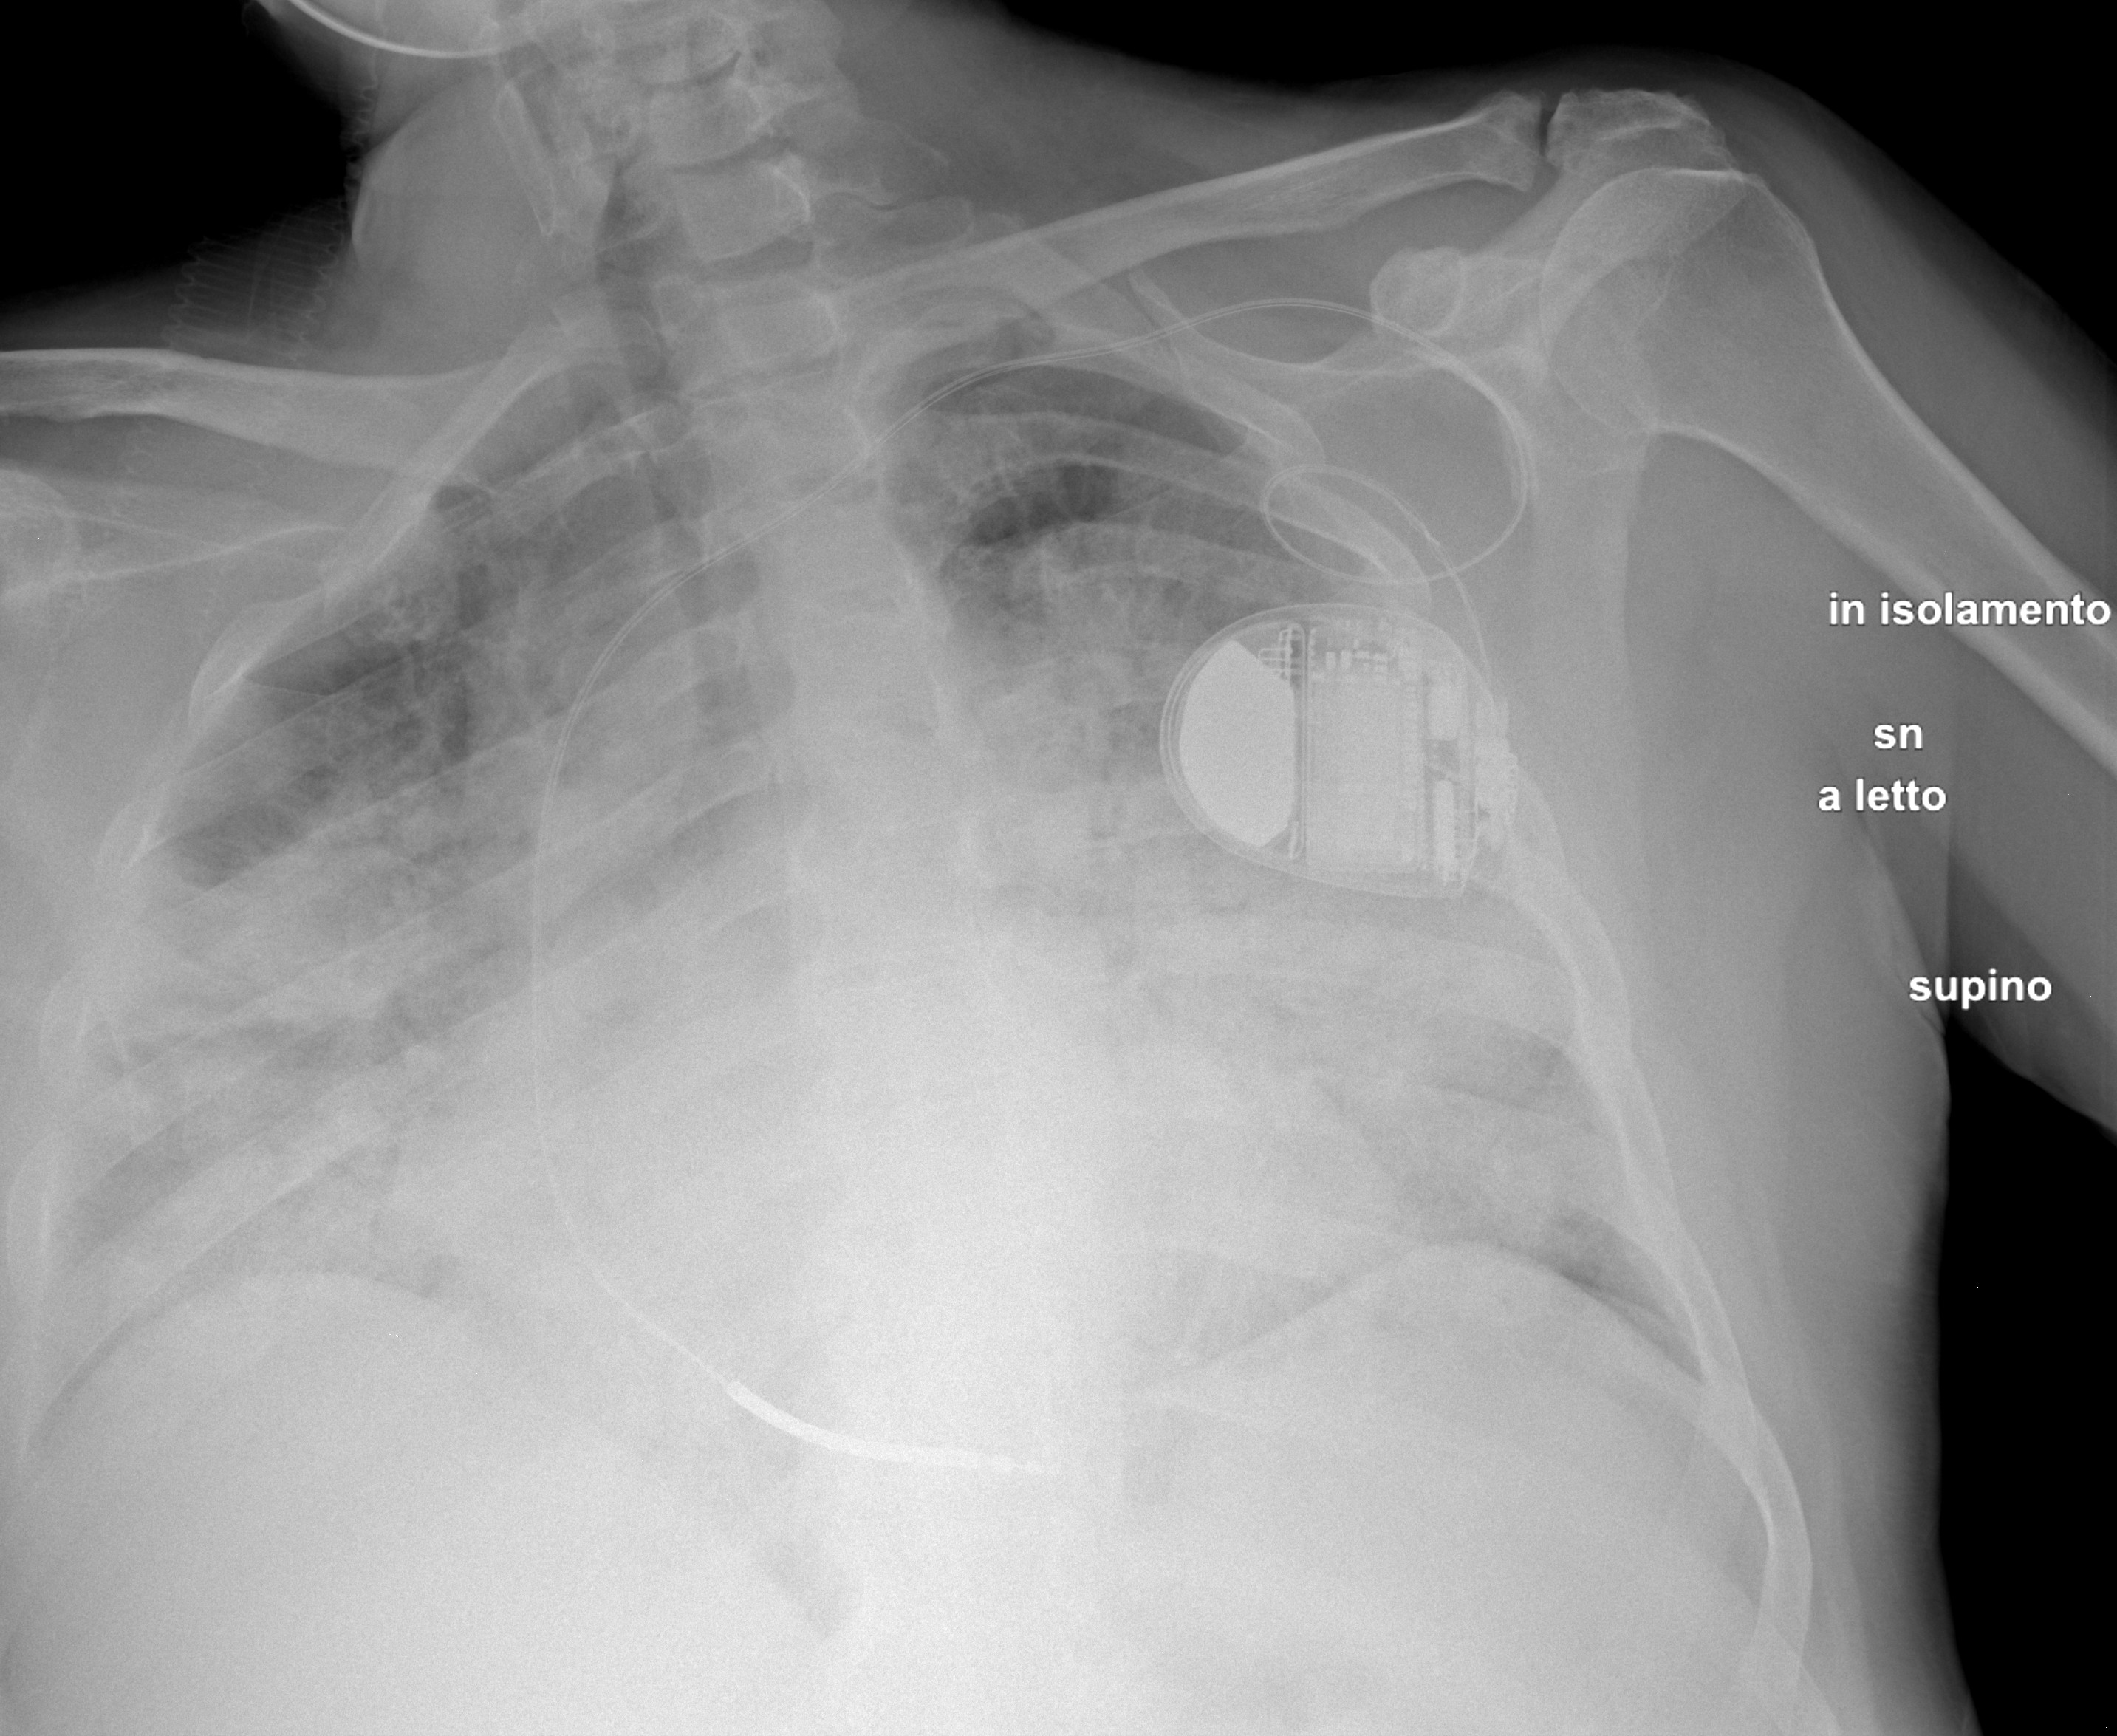 in isolamento
sn
a letto
supino